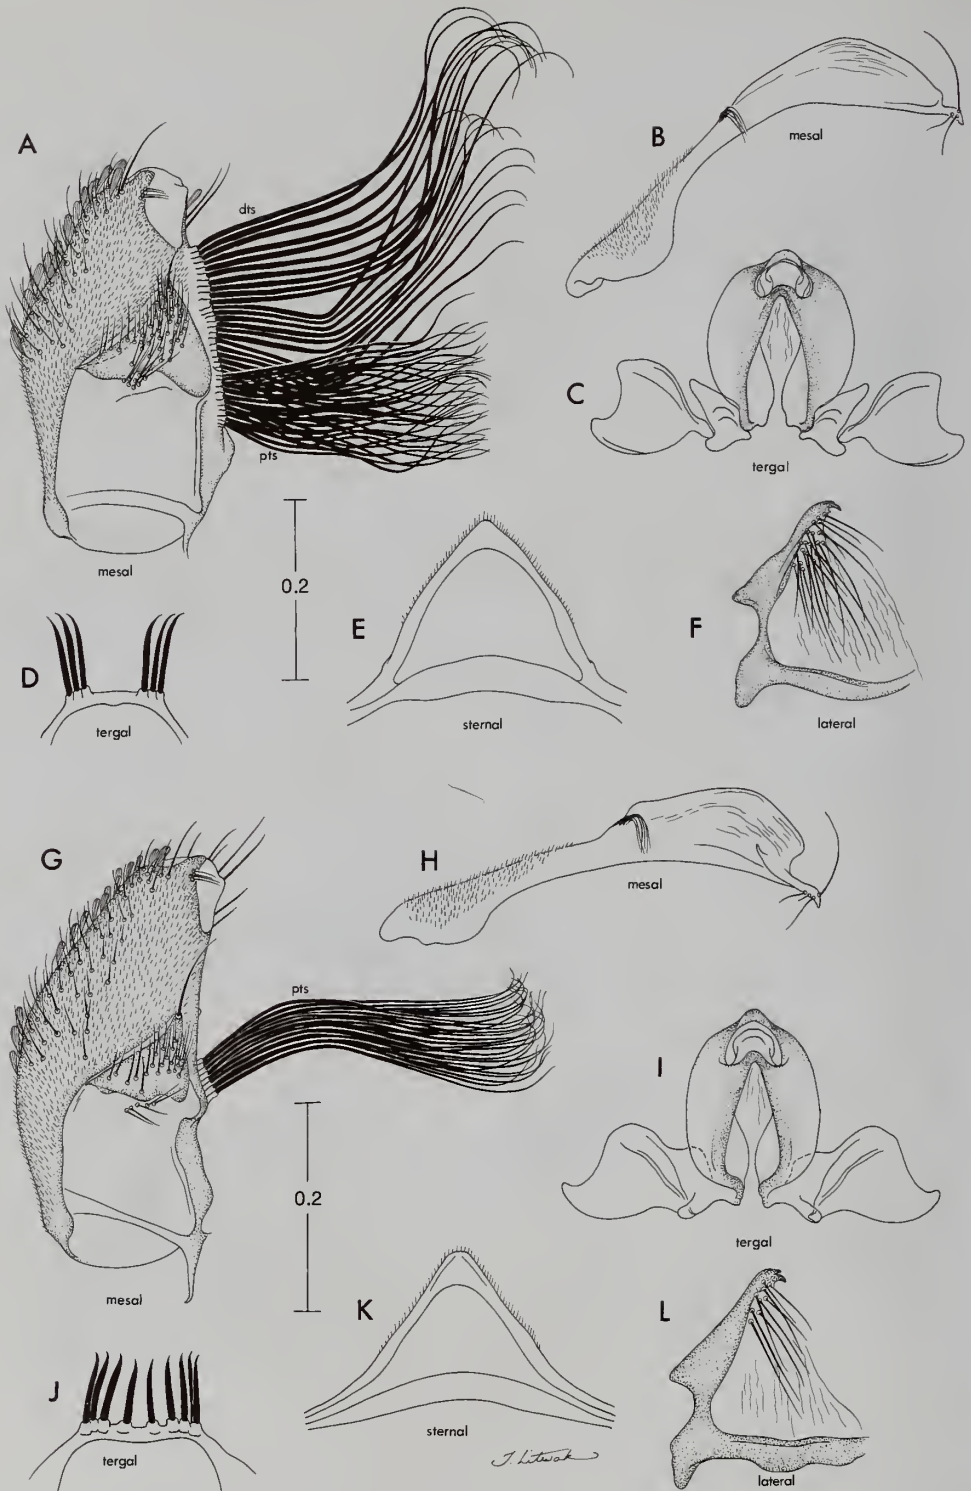 A
dts
pts
mesal
B
mesal
C
tergal
0.2
D
tergal
E
sternal
F
lateral
G
pts
mesal
H
mesal
I
tergal
0.2
J
tergal
K
sternal
L
lateral
T. Litwak